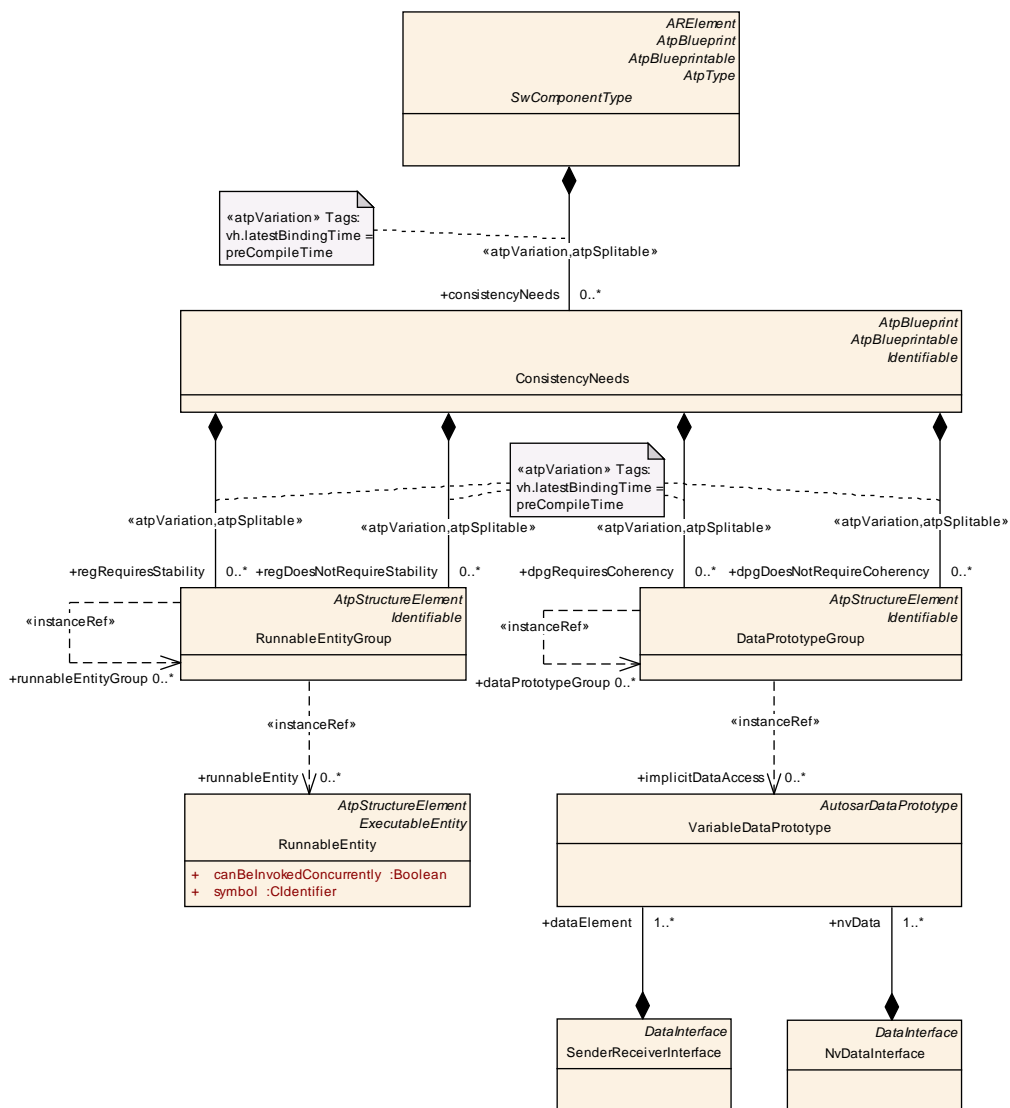 ARElement
AtpBlueprint
AtpBlueprintable
AtpType
SwComponentType
«atpVariation» Tags:
vh.latestBindingTime =
preCompileTime
«atpVariation,atpSplitable»
+consistencyNeeds 0..*
AtpBlueprint
AtpBlueprintable
Identifiable
ConsistencyNeeds
«atpVariation» Tags:
vh.latestBindingTime =
preCompileTime
«atpVariation,atpSplitable»
«atpVariation,atpSplitable»
«atpVariation,atpSplitable»
«atpVariation,atpSplitable»
+regRequiresStability 0..*
+regDoesNotRequireStability 0..*
+dpgRequiresCoherency 0..*
+dpgDoesNotRequireCoherency 0..*
AtpStructureElement
Identifiable
RunnableEntityGroup
«instanceRef»
+runnableEntityGroup 0..*
AtpStructureElement
Identifiable
DataPrototypeGroup
«instanceRef»
+dataPrototypeGroup 0..*
«instanceRef»
+runnableEntity 0..*
«instanceRef»
+implicitDataAccess 0..*
AtpStructureElement
ExecutableEntity
RunnableEntity
+ canBeInvokedConcurrently :Boolean
+ symbol :CIdentifier
AutosarDataPrototype
VariableDataPrototype
+dataElement 1..*
+nvData 1..*
DataInterface
SenderReceiverInterface
DataInterface
NvDataInterface